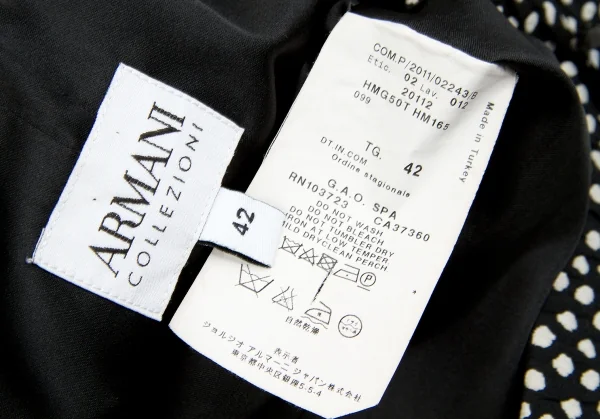 ARMANI
COLLEZIONI
42
COM.P/2011/02243/B
Etic. 02 Lav. 012
20112
HMG50T HM165
099
Made in Turkey
TG. 42
DT.IN.COM
Ordine stagionale
G.A.O. SPA
RN103723 CA37360
DO NOT WASH
DO NOT BLEACH
DO NOT TUMBLER DRY
IRON AT LOW TEMPER
MILD DRYCLEAN PERCH
P
自然乾燥
表示者
ジョルジオ アルマーニ ジャパン株式会社
東京都中央区銀座5-5-4